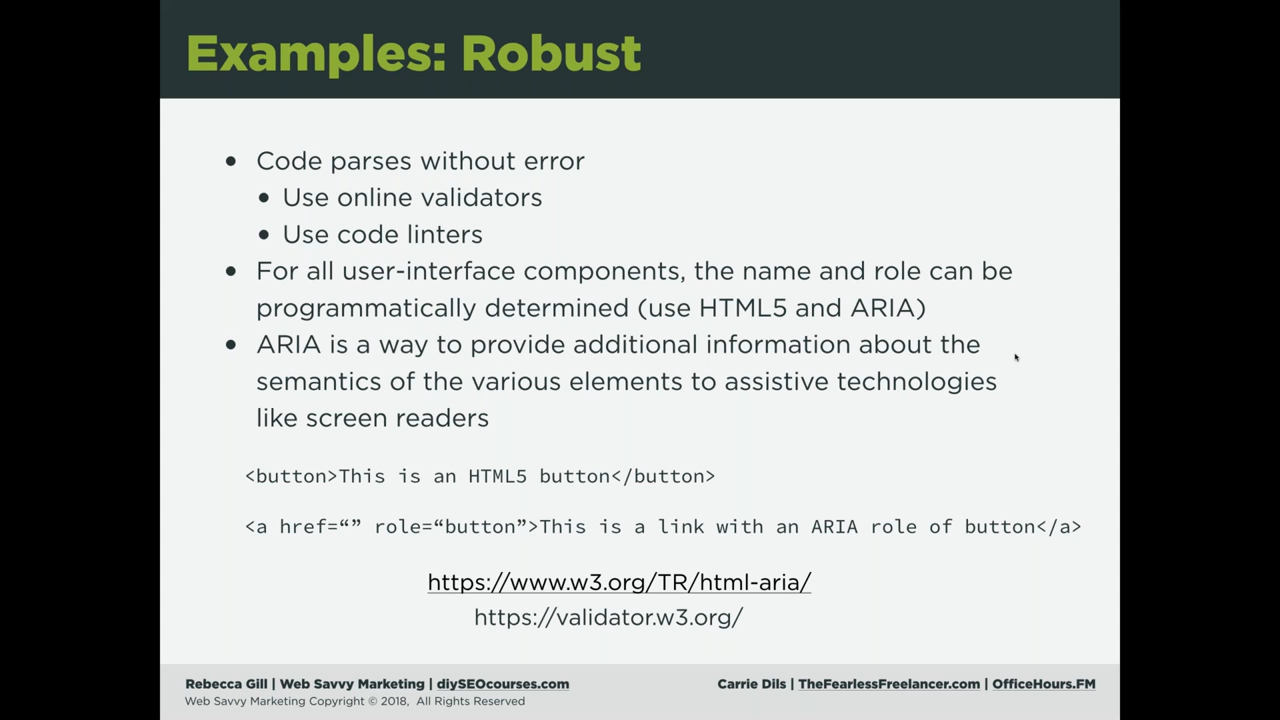 Examples: Robust
• Code parses without error
• Use online validators
• Use code linters
• For all user-interface components, the name and role can be
programmatically determined (use HTML5 and ARIA)
• ARIA is a way to provide additional information about the
semantics of the various elements to assistive technologies
like screen readers
<button>This is an HTML5 button</button>
<a href=“” role=“button”>This is a link with an ARIA role of button</a>
https://www.w3.org/TR/html-aria/
https://validator.w3.org/
Rebecca Gill | Web Savvy Marketing | diySEOcourses.com
Web Savvy Marketing Copyright © 2018, All Rights Reserved
Carrie Dils | TheFearlessFreelancer.com | OfficeHours.FM